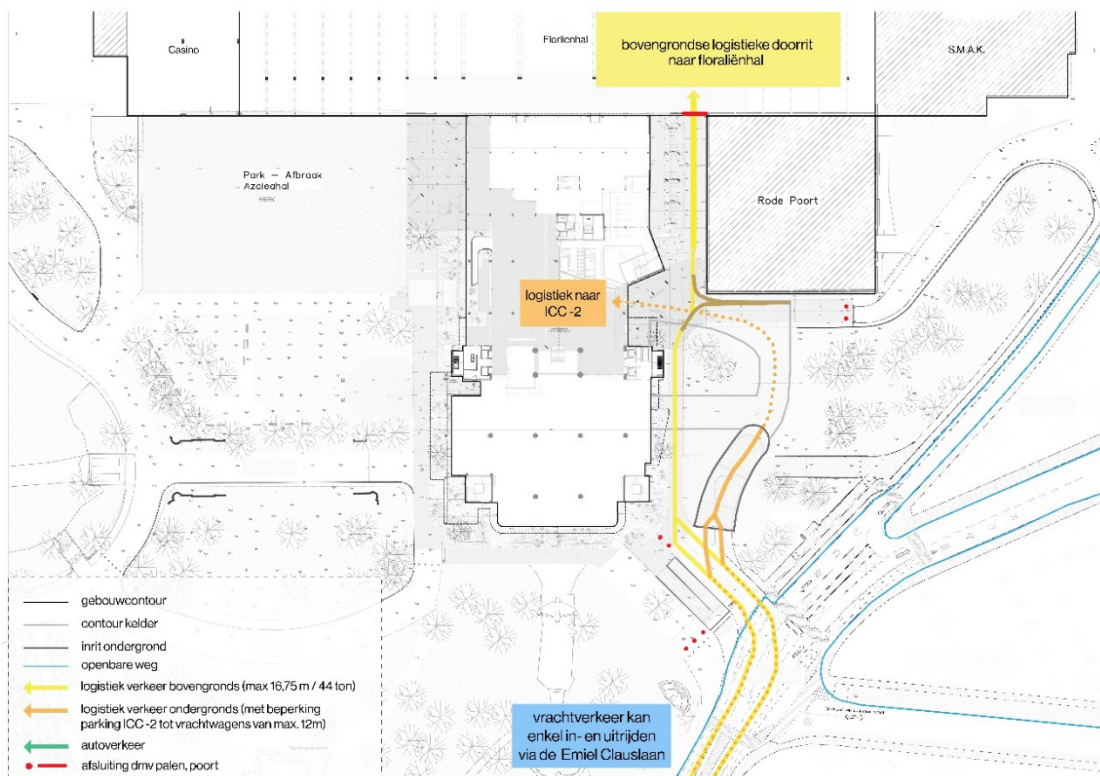 Casino
Floriënhal
bovengrondse logistieke doorrit
naar floraliënhal
S.M.A.K.
Park – Afbraak
Azaleahal
Rode Poort
logistiek naar
ICC -2
gebouwcontour
contour kelder
inrit ondergrond
openbare weg
logistiek verkeer bovengronds (max 16,75 m / 44 ton)
logistiek verkeer ondergronds (met beperking
parking ICC -2 tot vrachtwagens van max. 12m)
autoverkeer
afsluiting dmv palen, poort
vrachtverkeer kan
enkel in- en uitrijden
via de Emiel Clauslaan